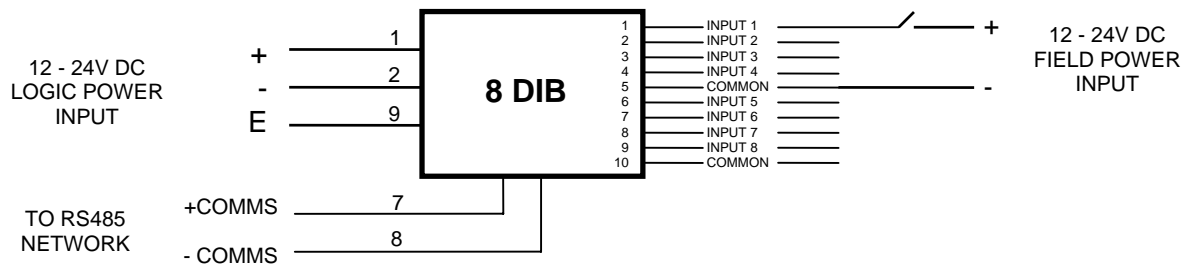 12 - 24V DC
LOGIC POWER
INPUT
+
-
E
1
2
9
8 DIB
1 INPUT 1
2 INPUT 2
3 INPUT 3
4 INPUT 4
5 COMMON
6 INPUT 5
7 INPUT 6
8 INPUT 7
9 INPUT 8
10 COMMON
+
-
12 - 24V DC
FIELD POWER
INPUT
TO RS485
NETWORK
+COMMS 7
- COMMS 8